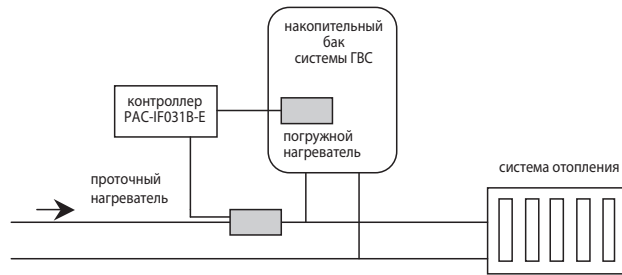 накопительный
бак
системы ГВС
контроллер
PAC-IF031B-E
погружной
нагреватель
система отопления
проточный
нагреватель